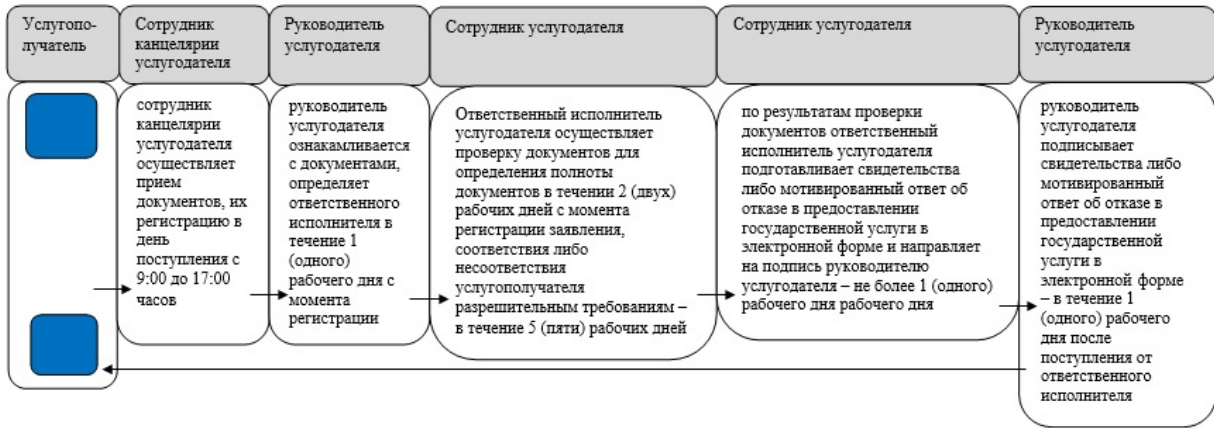 Услугопо-
лучатель
Сотрудник
канцелярии
услугодателя
Руководитель
услугодателя
Сотрудник услугодателя
Сотрудник услугодателя
Руководитель
услугодателя
сотрудник
канцелярии
услугодателя
осуществляет
прием
документов, их
регистрацию в
день
поступления с
9:00 до 17:00
часов
руководитель
услугодателя
ознакамливается
с документами,
определяет
ответственного
исполнителя в
течение 1
(одного)
рабочего дня с
момента
регистрации
Ответственный исполнитель
услугодателя осуществляет
проверку документов для
определения полноты
документов в течении 2 (двух)
рабочих дней с момента
регистрации заявления,
соответствия либо
несоответствия
услугополучателя
разрешительным требованиям –
в течение 5 (пяти) рабочих дней
по результатам проверки
документов ответственный
исполнитель услугодателя
подготавливает свидетельства
либо мотивированный ответ об
отказе в предоставлении
государственной услуги в
электронной форме и направляет
на подпись руководителю
услугодателя – не более 1 (одного)
рабочего дня рабочего дня
руководитель
услугодателя
подписывает
свидетельства либо
мотивированный
ответ об отказе в
предоставлении
государственной
услуги в
электронной форме
– в течение 1
(одного) рабочего
дня после
поступления от
ответственного
исполнителя